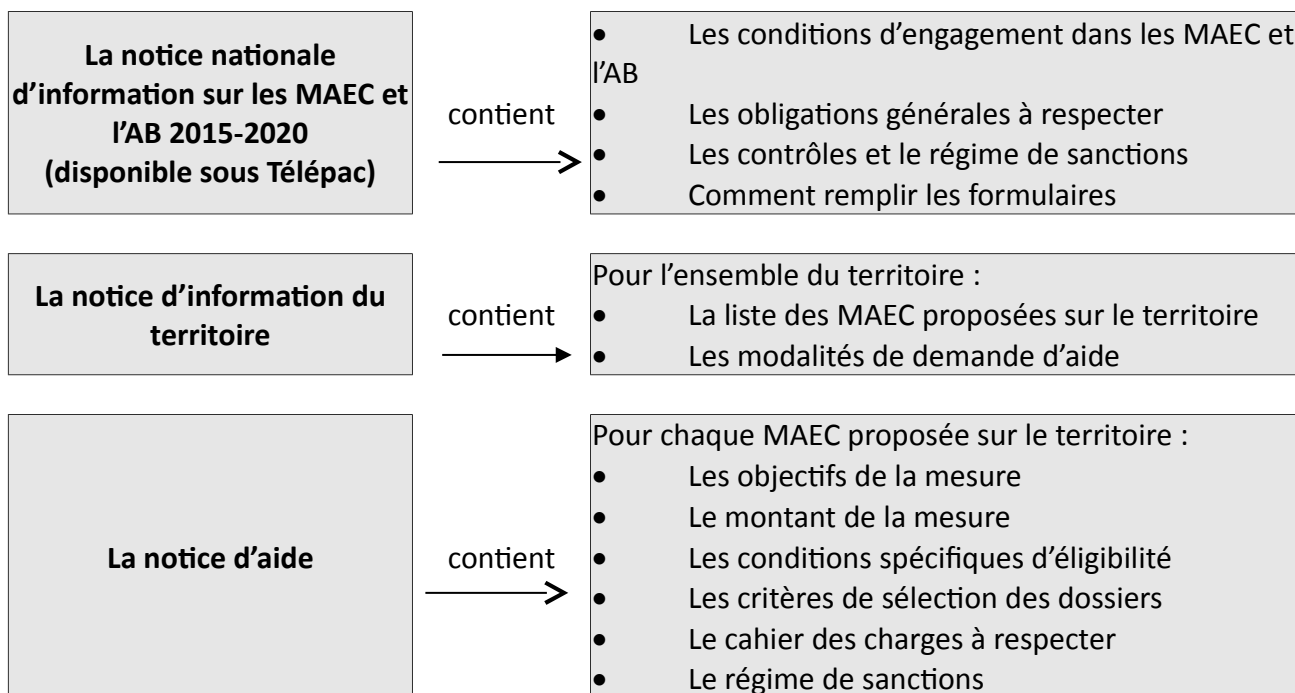 La notice nationale
d’information sur les MAEC et
l’AB 2015-2020
(disponible sous Télépac)
contient
• Les conditions d’engagement dans les MAEC et
l’AB
• Les obligations générales à respecter
• Les contrôles et le régime de sanctions
• Comment remplir les formulaires
La notice d’information du
territoire
contient
Pour l’ensemble du territoire :
• La liste des MAEC proposées sur le territoire
• Les modalités de demande d’aide
La notice d’aide
contient
Pour chaque MAEC proposée sur le territoire :
• Les objectifs de la mesure
• Le montant de la mesure
• Les conditions spécifiques d’éligibilité
• Les critères de sélection des dossiers
• Le cahier des charges à respecter
• Le régime de sanctions